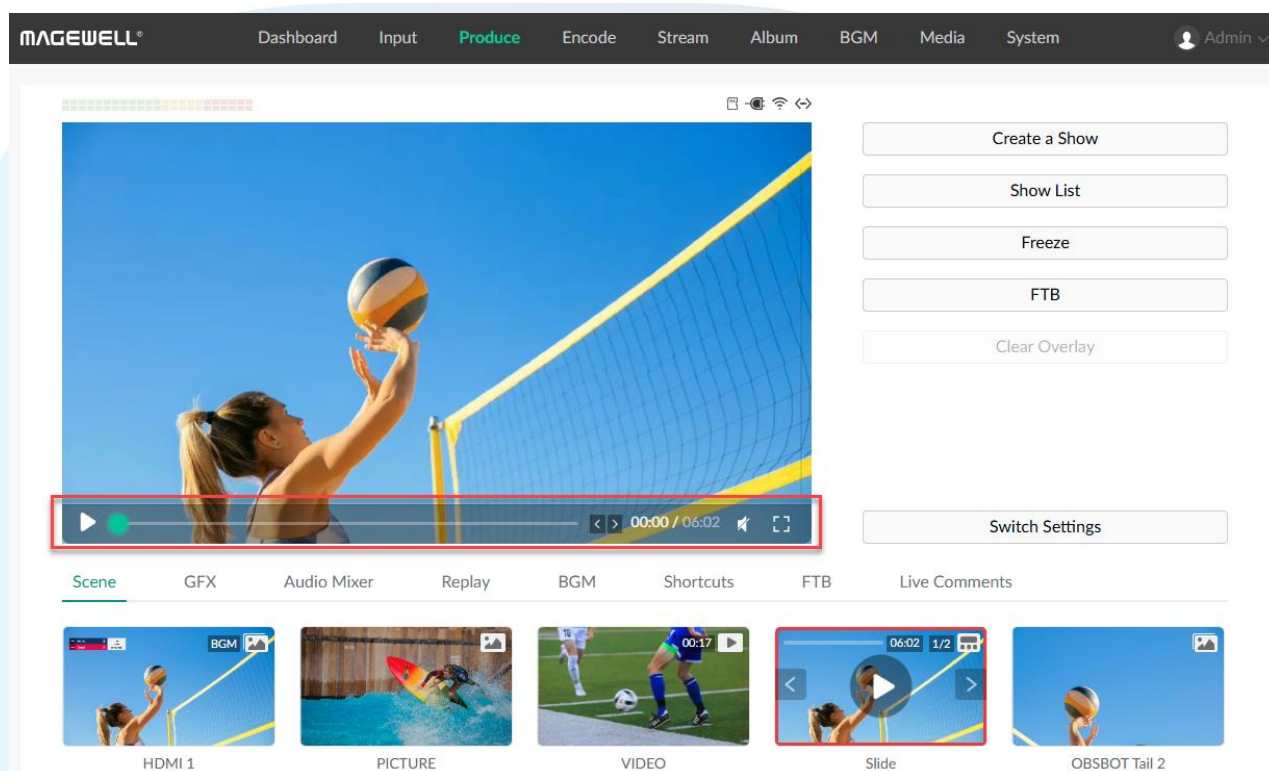 MAGEWELL®
Dashboard Input Produce Encode Stream Album BGM Media System Admin
Create a Show
Show List
Freeze
FTB
Clear Overlay
00:00 / 06:02
Switch Settings
Scene GFX Audio Mixer Replay BGM Shortcuts FTB Live Comments
BGM 00:17 06:02 1/2
HDMI 1 PICTURE VIDEO Slide OBSBOT Tail 2